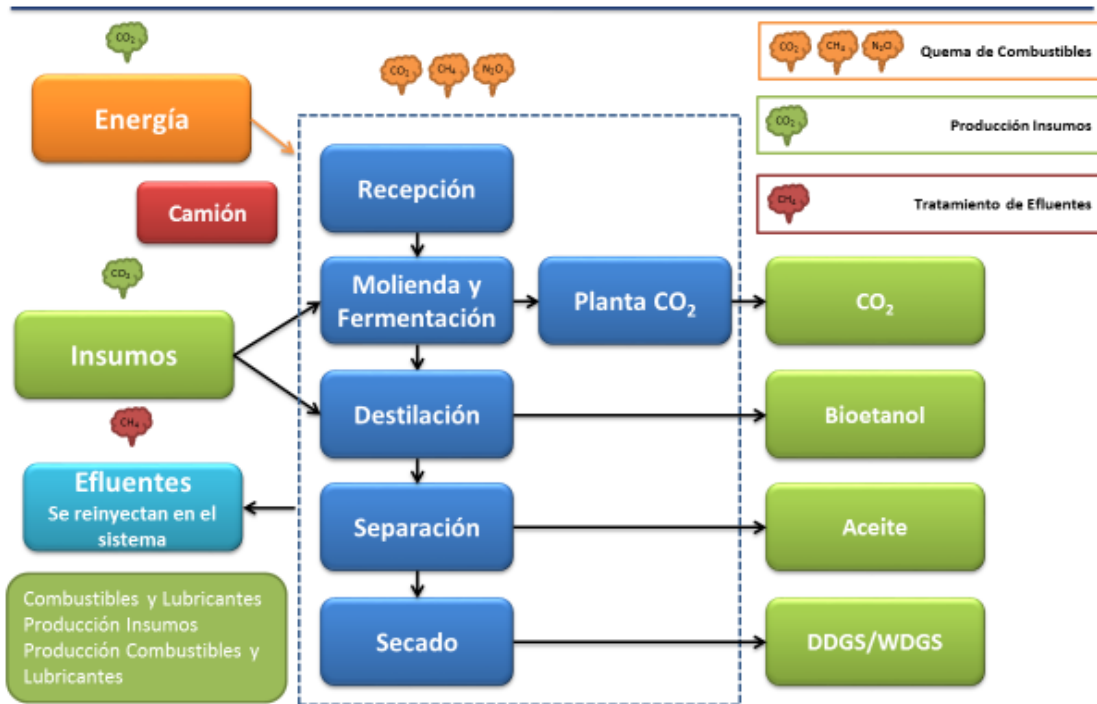 CO₂
Energía
Camión
CO₂
Insumos
CH₄
Efluentes
Se reinyectan en el
sistema
Combustibles y Lubricantes
Producción Insumos
Producción Combustibles y
Lubricantes
CO₂ CH₄ N₂O
Recepción
Molienda y
Fermentación
Planta CO₂
Destilación
Separación
Secado
CO₂ CH₄ N₂O Quema de Combustibles
CO₂ Producción Insumos
CH₄ Tratamiento de Efluentes
CO₂
Bioetanol
Aceite
DDGS/WDGS